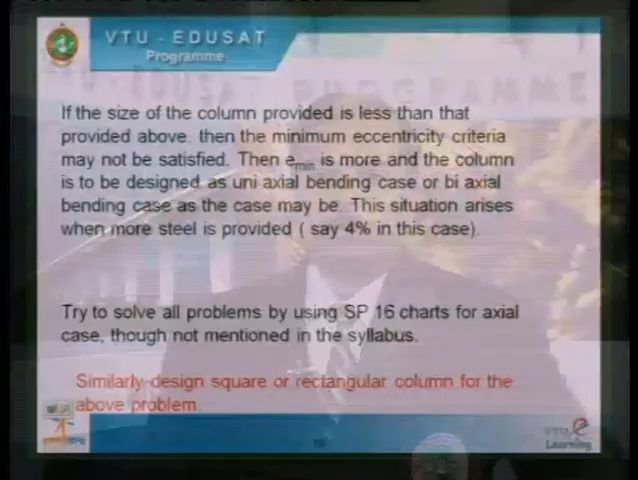 VTU - EDUSAT
Programme
If the size of the column provided is less than that
provided above, then the minimum eccentricity criteria
may not be satisfied. Then emin is more and the column
is to be designed as uni axial bending case or bi axial
bending case as the case may be. This situation arises
when more steel is provided ( say 4% in this case).
Try to solve all problems by using SP 16 charts for axial
case, though not mentioned in the syllabus.
Similarly design square or rectangular column for the
above problem.
VTU e
Learning